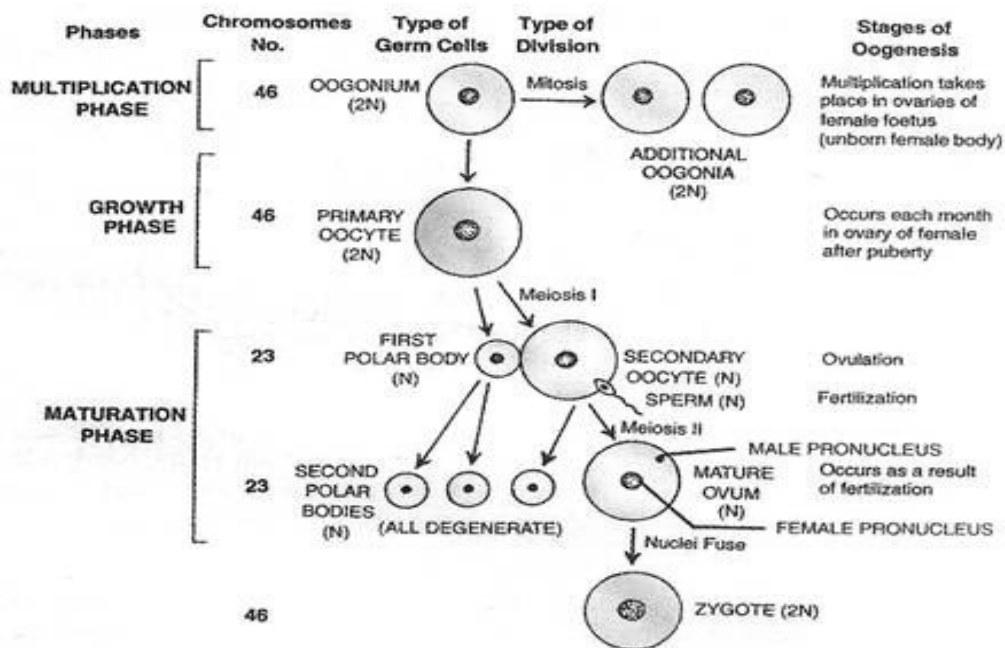 Phases
Chromosomes
No.
Type of
Germ Cells
Type of
Division
Stages of
Oogenesis
MULTIPLICATION
PHASE
46
OOGONIUM
(2N)
Mitosis
ADDITIONAL
OOGONIA
(2N)
Multiplication takes
place in ovaries of
female foetus
(unborn female body)
GROWTH
PHASE
46
PRIMARY
OOCYTE
(2N)
Occurs each month
in ovary of female
after puberty
Meiosis I
MATURATION
PHASE
23
FIRST
POLAR BODY
(N)
SECONDARY
OOCYTE (N)
SPERM (N)
Ovulation
Fertilization
Meiosis II
23
SECOND
POLAR
BODIES
(N)
(ALL DEGENERATE)
MALE PRONUCLEUS
MATURE
OVUM
(N)
Occurs as a result
of fertilization
FEMALE PRONUCLEUS
Nuclei Fuse
46
ZYGOTE (2N)